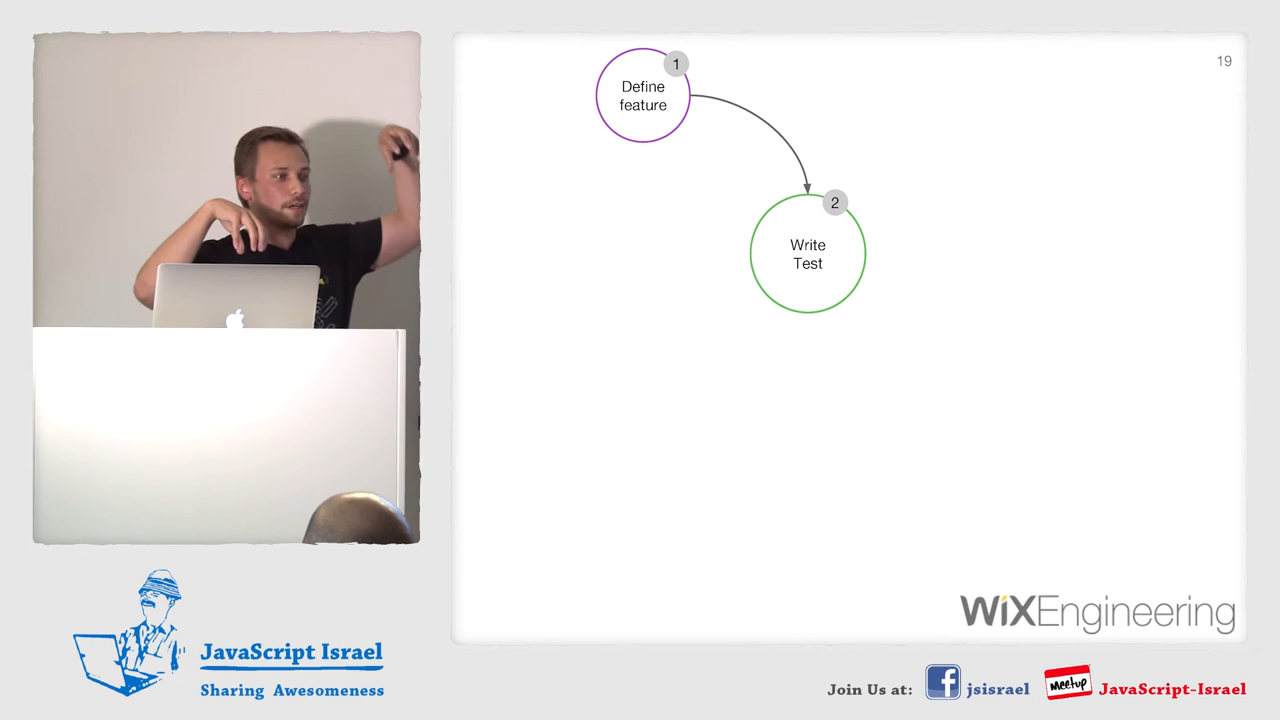 19
1
Define
feature
2
Write
Test
WiXEngineering
JavaScript Israel
Sharing Awesomeness
Join Us at:
jsisrael
Meetup
JavaScript-Israel